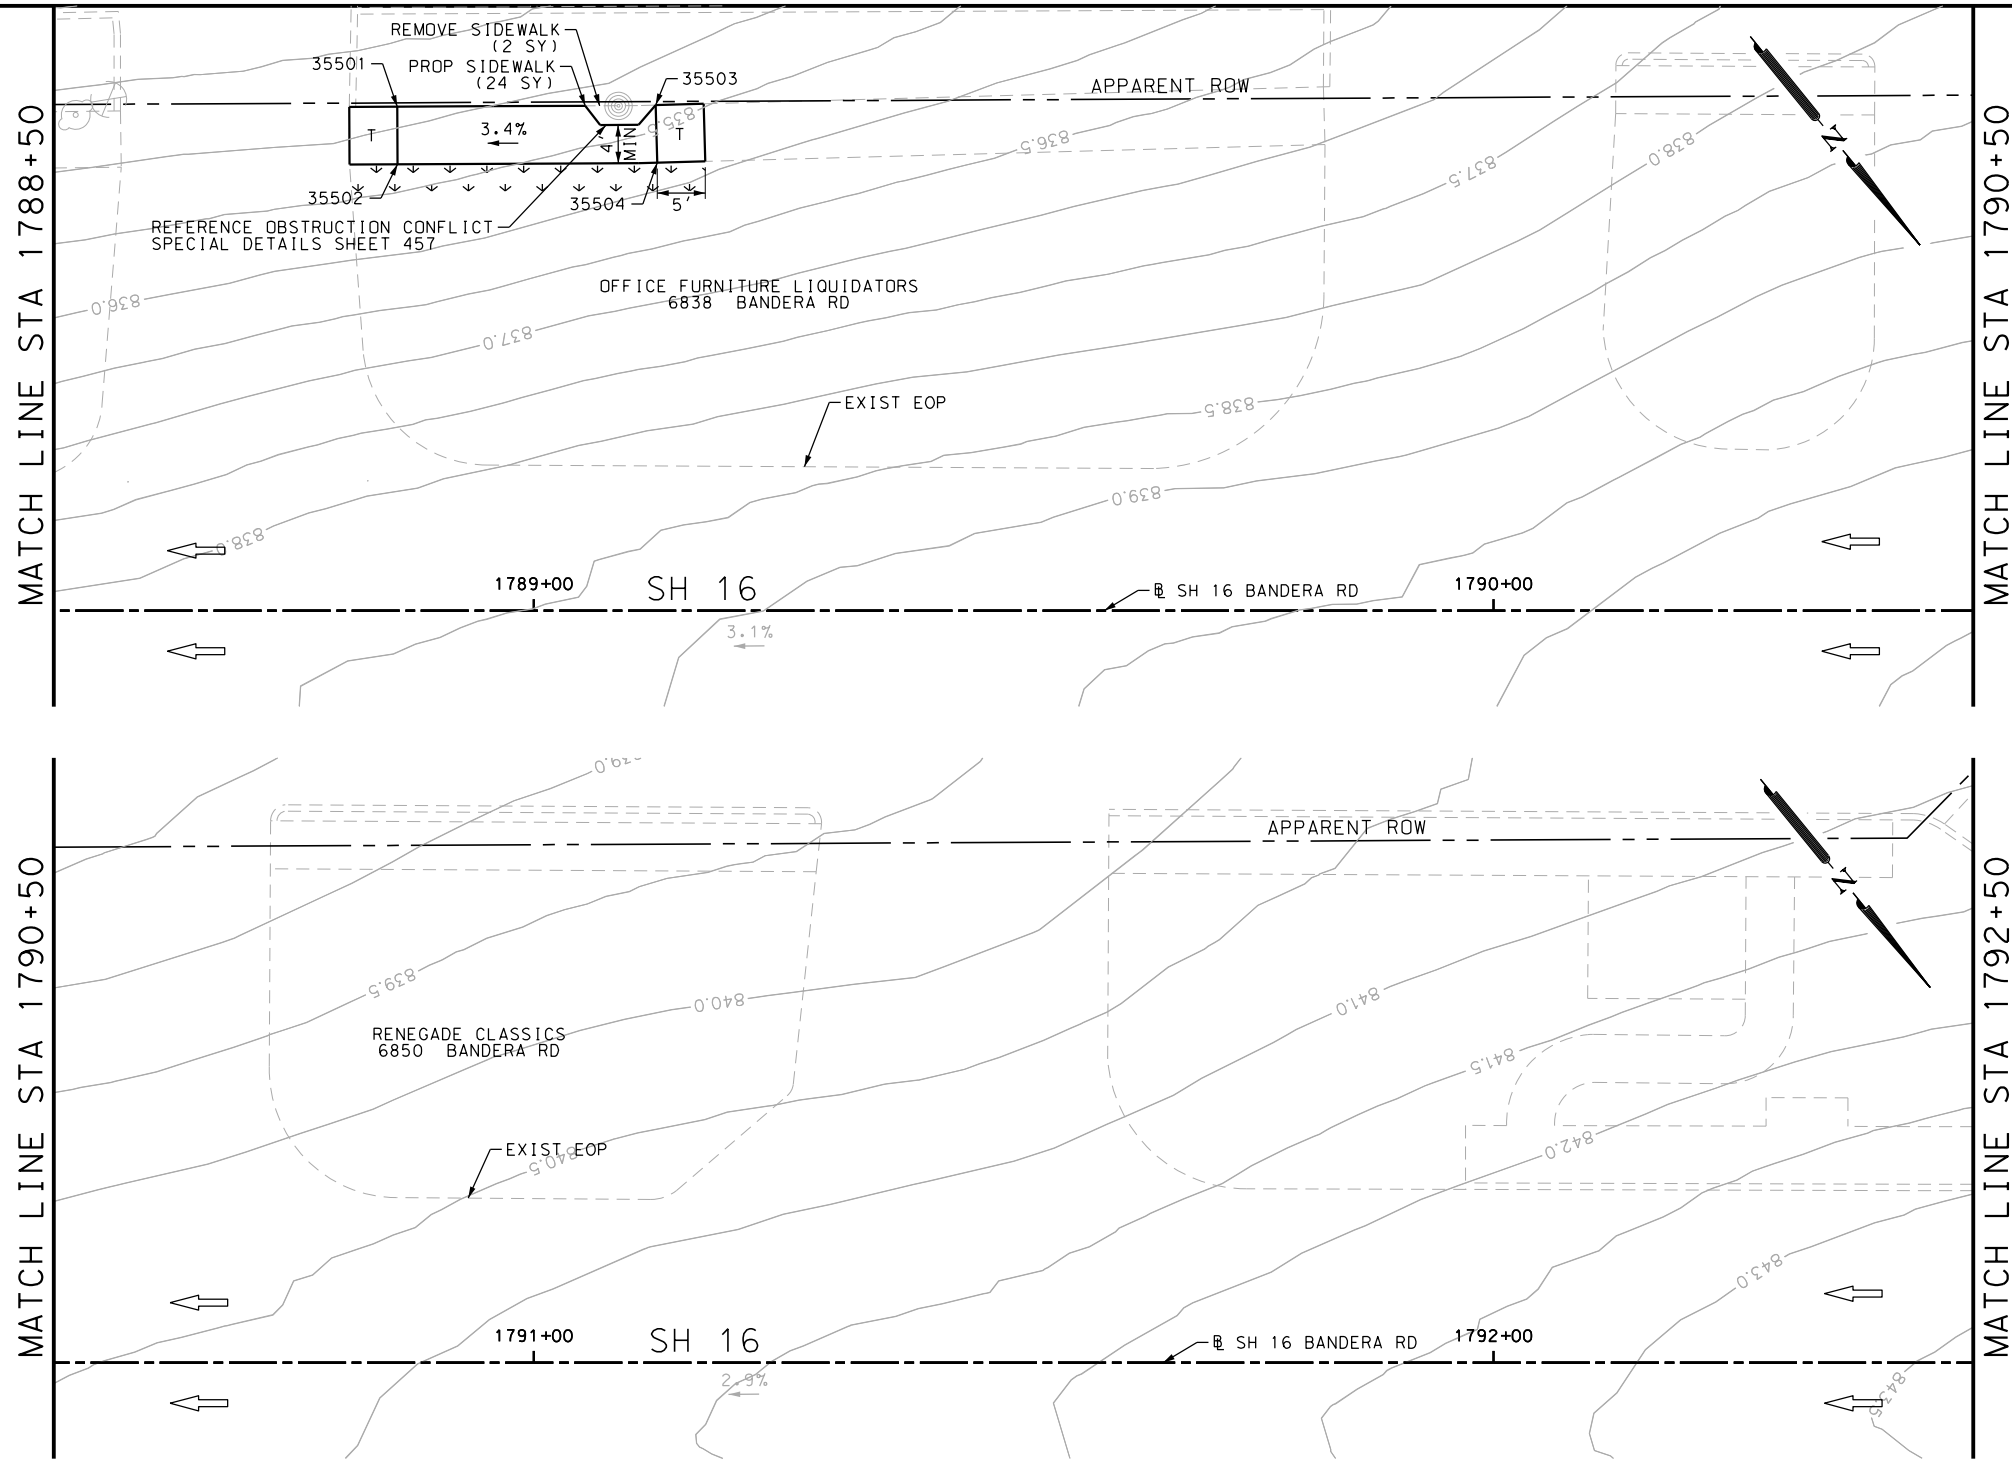 REMOVE SIDEWALK
(2 SY)
35501
PROP SIDEWALK
(24 SY)
35503
APPARENT ROW
T
3.4%
4'
MIN
T
835.5
836.5
837.5
838.0
N
35502
35504
5'
REFERENCE OBSTRUCTION CONFLICT
SPECIAL DETAILS SHEET 457
OFFICE FURNITURE LIQUIDATORS
6838 BANDERA RD
836.0
837.0
EXIST EOP
838.5
839.0
838.0
1789+00
SH 16
BL SH 16 BANDERA RD
1790+00
3.1%
MATCH LINE STA 1788+50
MATCH LINE STA 1790+50
839.0
APPARENT ROW
N
839.5
840.0
841.0
RENEGADE CLASSICS
6850 BANDERA RD
841.5
EXIST EOP
840.5
842.0
843.0
1791+00
SH 16
BL SH 16 BANDERA RD
1792+00
2.9%
843.5
MATCH LINE STA 1790+50
MATCH LINE STA 1792+50